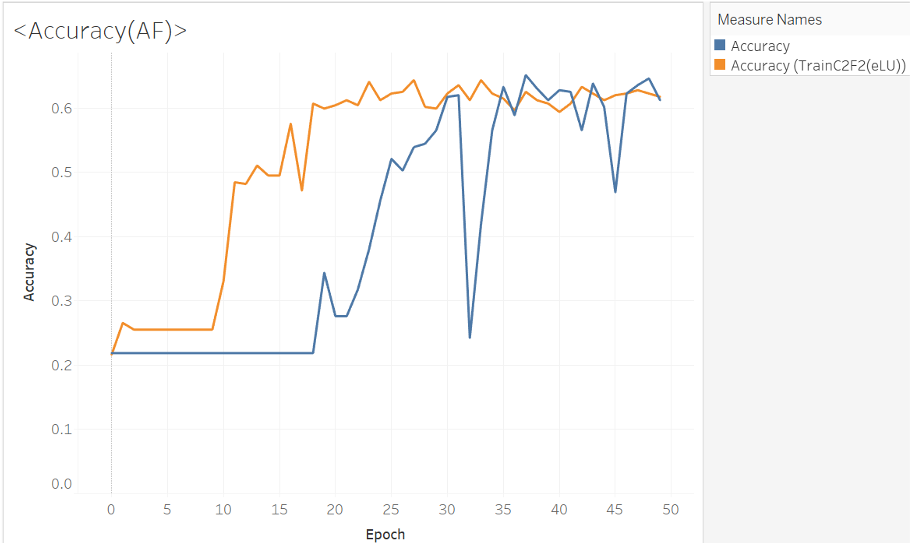 <Accuracy(AF)>
Measure Names
Accuracy
Accuracy (TrainC2F2(eLU))
Accuracy
0.6
0.5
0.4
0.3
0.2
0.1
0.0
0 5 10 15 20 25 30 35 40 45 50
Epoch